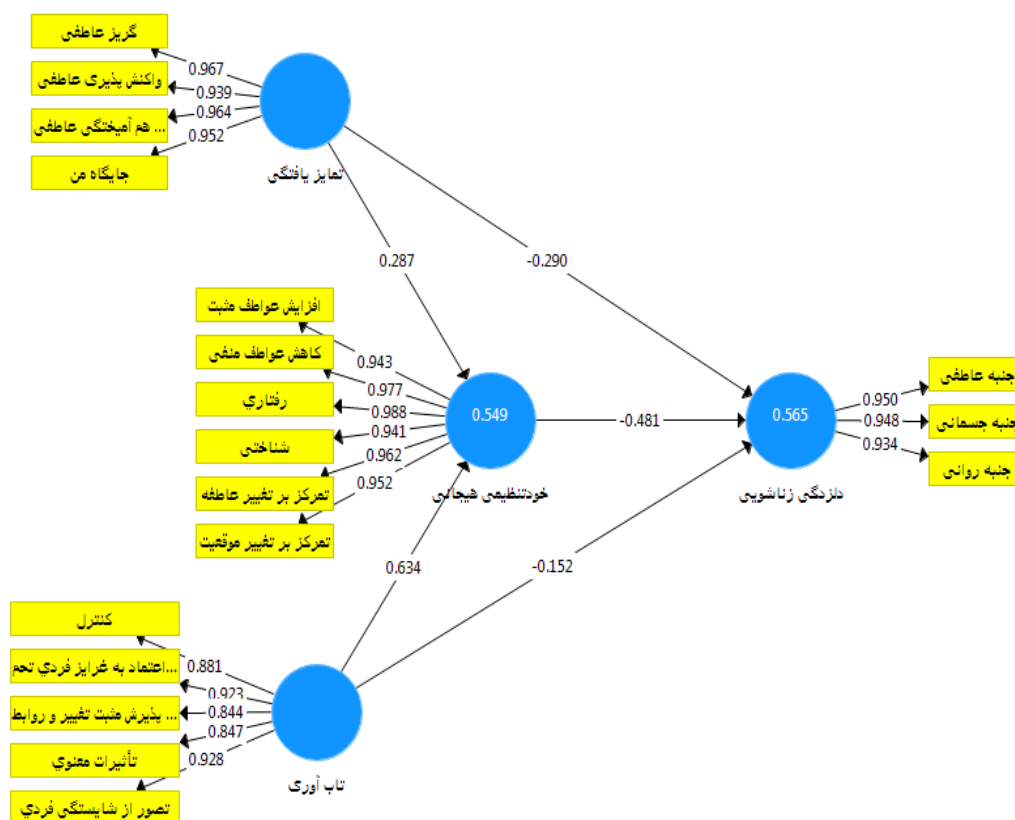 گریز عاطفی
واکنش پذیری عاطفی
هم آمیختگی عاطفی ...
جایگاه من
0.967
0.939
0.964
0.952
تمایز یافتگی
0.287
-0.290
افزایش عواطف مثبت
کاهش عواطف منفی
رفتاري
شناختی
تمرکز بر تغییر عاطفه
تمرکز بر تغییر موقعیت
0.943
0.977
0.988
0.941
0.962
0.952
0.549
خودتنظیمی هیجانی
-0.481
0.565
دلزدگی زناشویی
0.950
0.948
0.934
جنبه عاطفی
جنبه جسمانی
جنبه روانی
0.634
-0.152
کنترل
اعتماد به غرایز فردي تحم...
پذیرش مثبت تغییر و روابط ...
تأثیرات معنوي
تصور از شایستگی فردي
0.881
0.923
0.844
0.847
0.928
تاب آوری